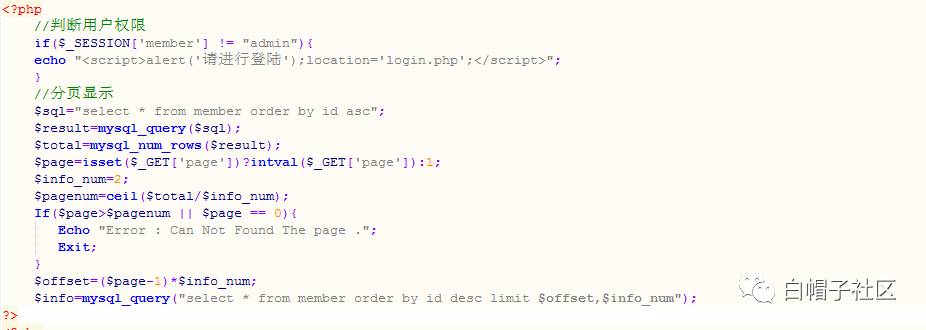 <?php
//判断用户权限
if($_SESSION['member'] != "admin"){
echo "<script>alert('请进行登陆');location='login.php';</script>";
}
//分页显示
$sql="select * from member order by id asc";
$result=mysql_query($sql);
$total=mysql_num_rows($result);
$page=isset($_GET['page'])?intval($_GET['page']):1;
$info_num=2;
$pagenum=ceil($total/$info_num);
If($page>$pagenum || $page == 0){
Echo "Error : Can Not Found The page .";
Exit;
}
$offset=($page-1)*$info_num;
$info=mysql_query("select * from member order by id desc limit $offset,$info_num");
?>
白帽子社区